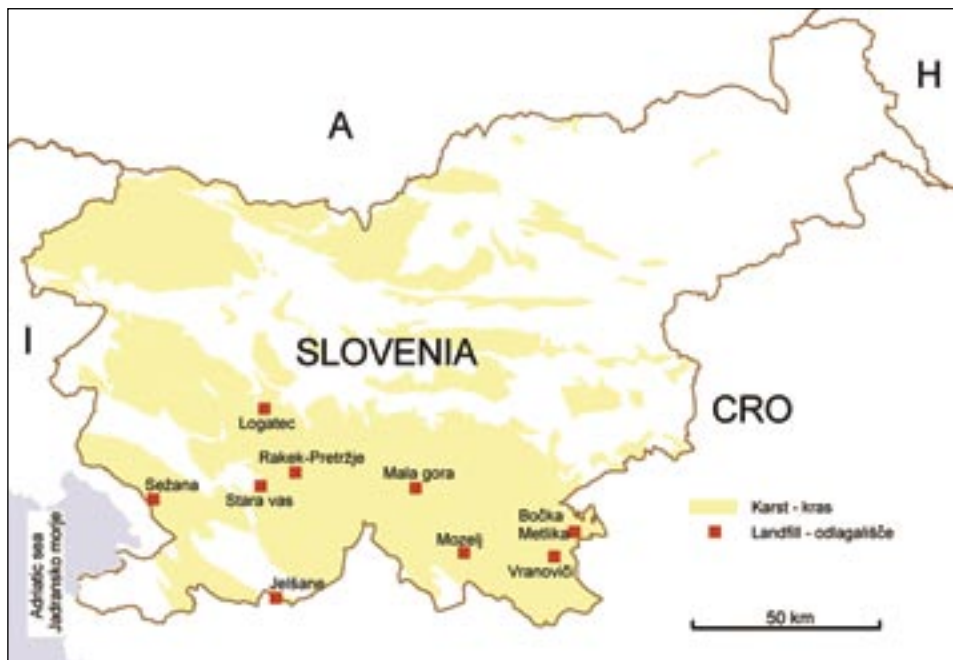 H
A
I
SLOVENIA
CRO
Logatec
Rakek-Pretržje
Mala gora
Sežana
Stara vas
Bočka
Metlika
Mozelj
Vranoviči
Jelšane
Adriatic sea
Jadransko morje
Karst - kras
Landfill - odlagališče
50 km